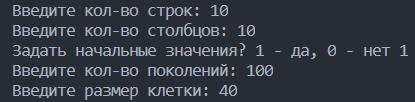 Введите кол-во строк: 10
Введите кол-во столбцов: 10
Задать начальные значения? 1 - да, 0 - нет 1
Введите кол-во поколений: 100
Введите размер клетки: 40